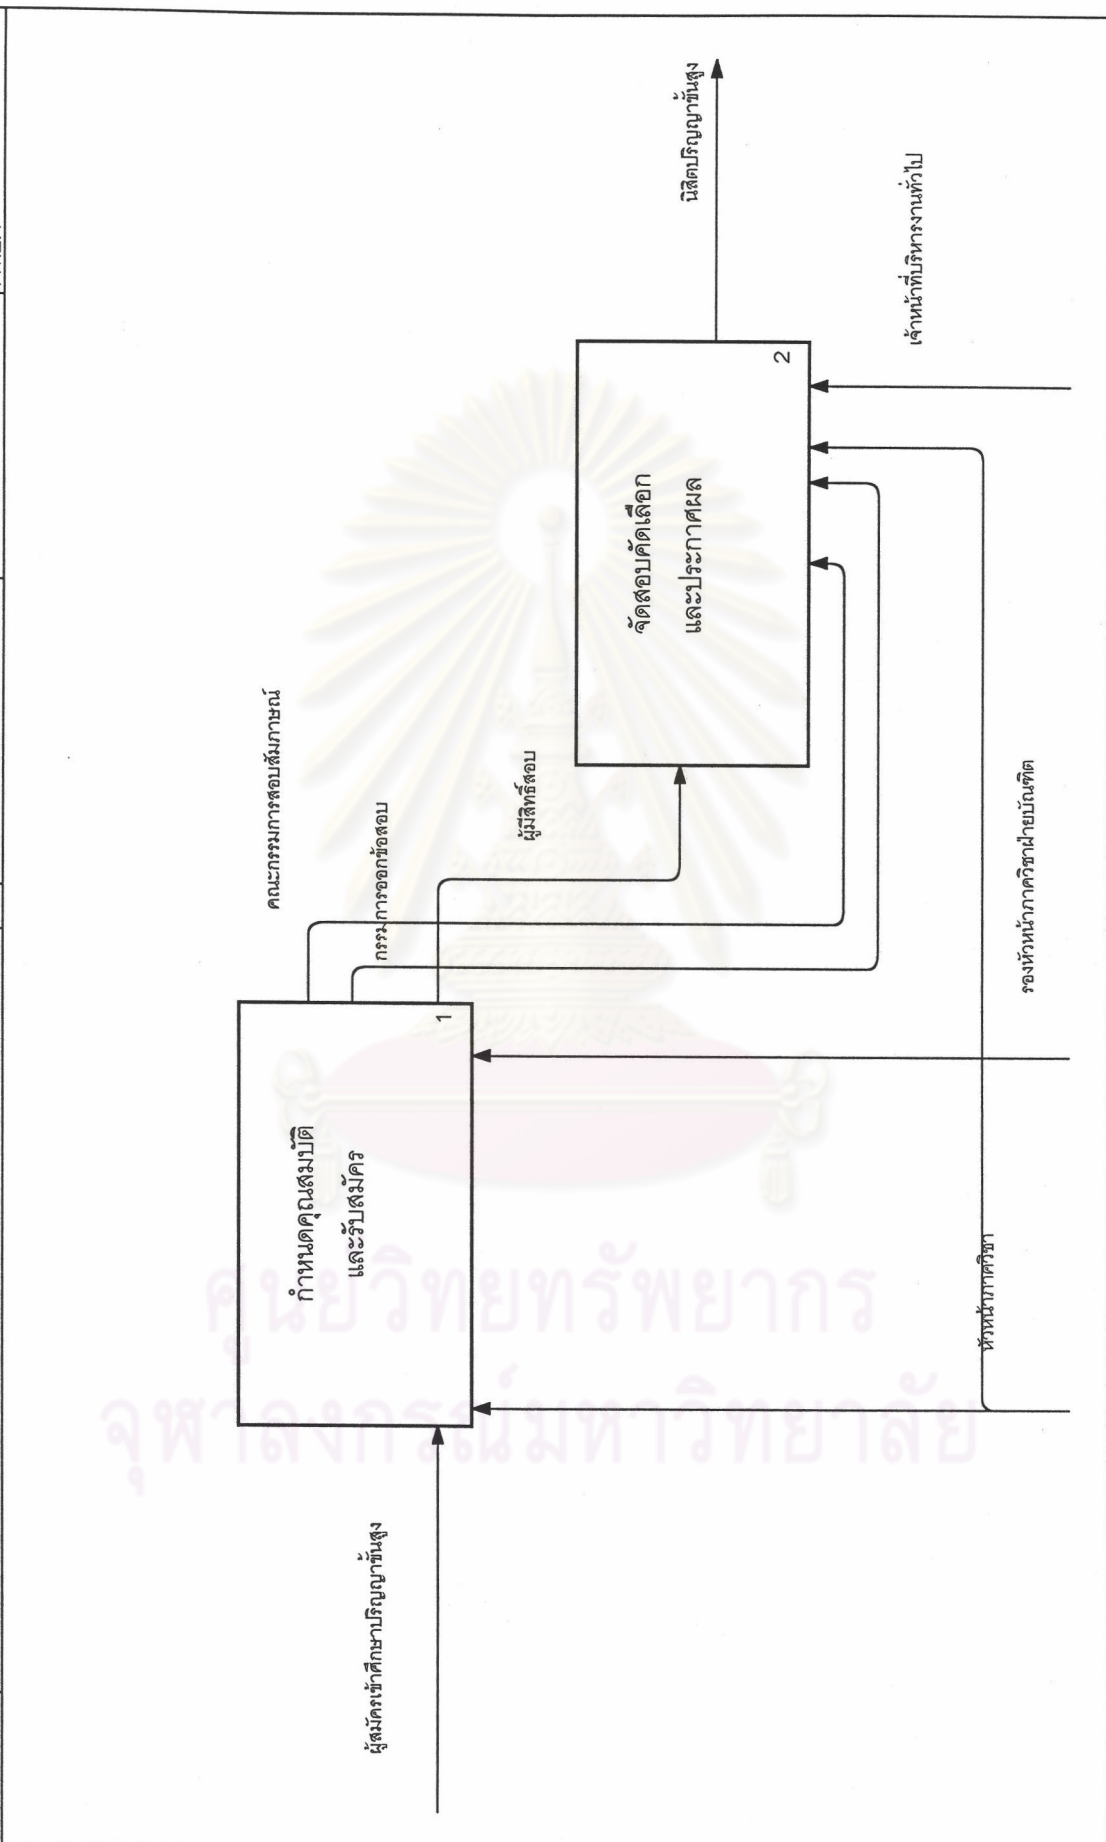 ผู้สมัครเข้าศึกษาปริญญาขั้นสูง
กำหนดคุณสมบัติ
และรับสมัคร
1
คณะกรรมการสอบสัมภาษณ์
กรรมการออกข้อสอบ
ผู้มีสิทธิ์สอบ
จัดสอบคัดเลือก
และประกาศผล
2
นิสิตปริญญาขั้นสูง
หัวหน้าภาควิชา
รองหัวหน้าภาควิชาฝ่ายบัณฑิต
เจ้าหน้าที่บริหารงานทั่วไป
ศูนย์วิทยทรัพยากร
จุฬาลงกรณ์มหาวิทยาลัย